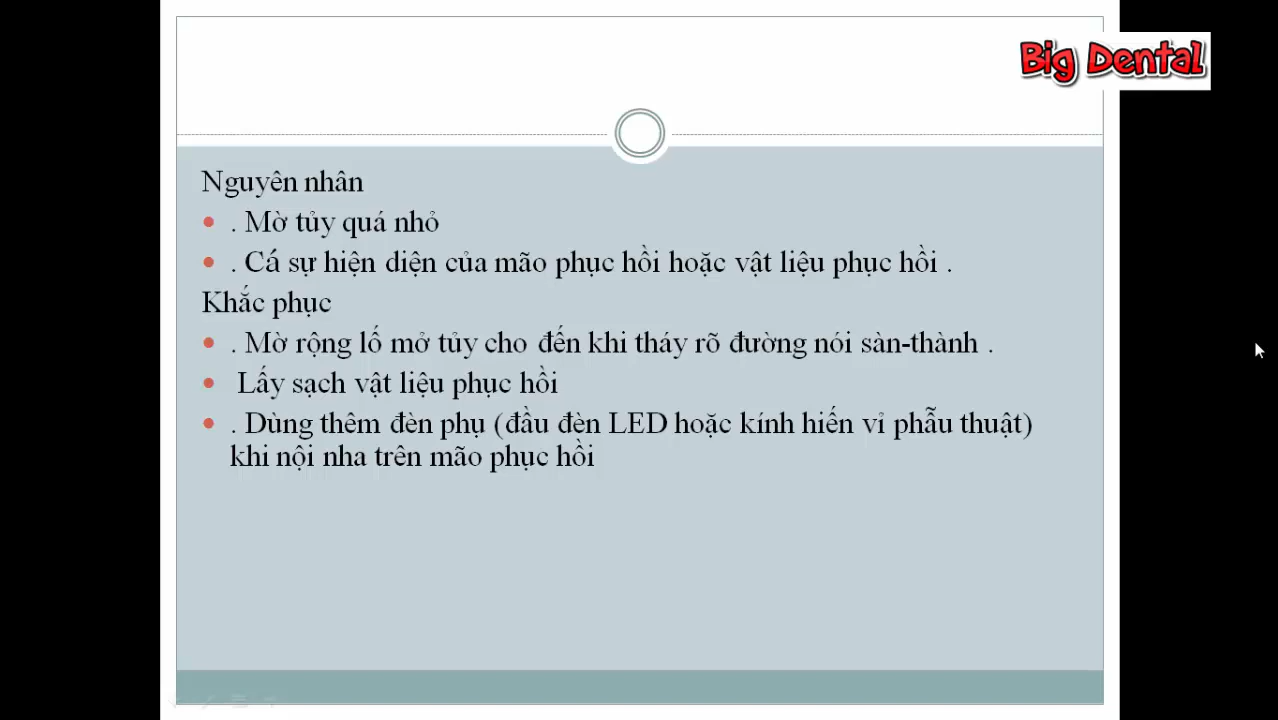 Big Dental
Nguyên nhân
. Mờ tủy quá nhỏ
. Cá sự hiện diện của mão phục hồi hoặc vật liệu phục hồi .
Khắc phục
. Mờ rộng lố mở tủy cho đến khi tháy rõ đường nói sàn-thành .
Lấy sạch vật liệu phục hồi
. Dùng thêm đèn phụ (đầu đèn LED hoặc kính hiến vỉ phẫu thuật)
khi nội nha trên mão phục hồi